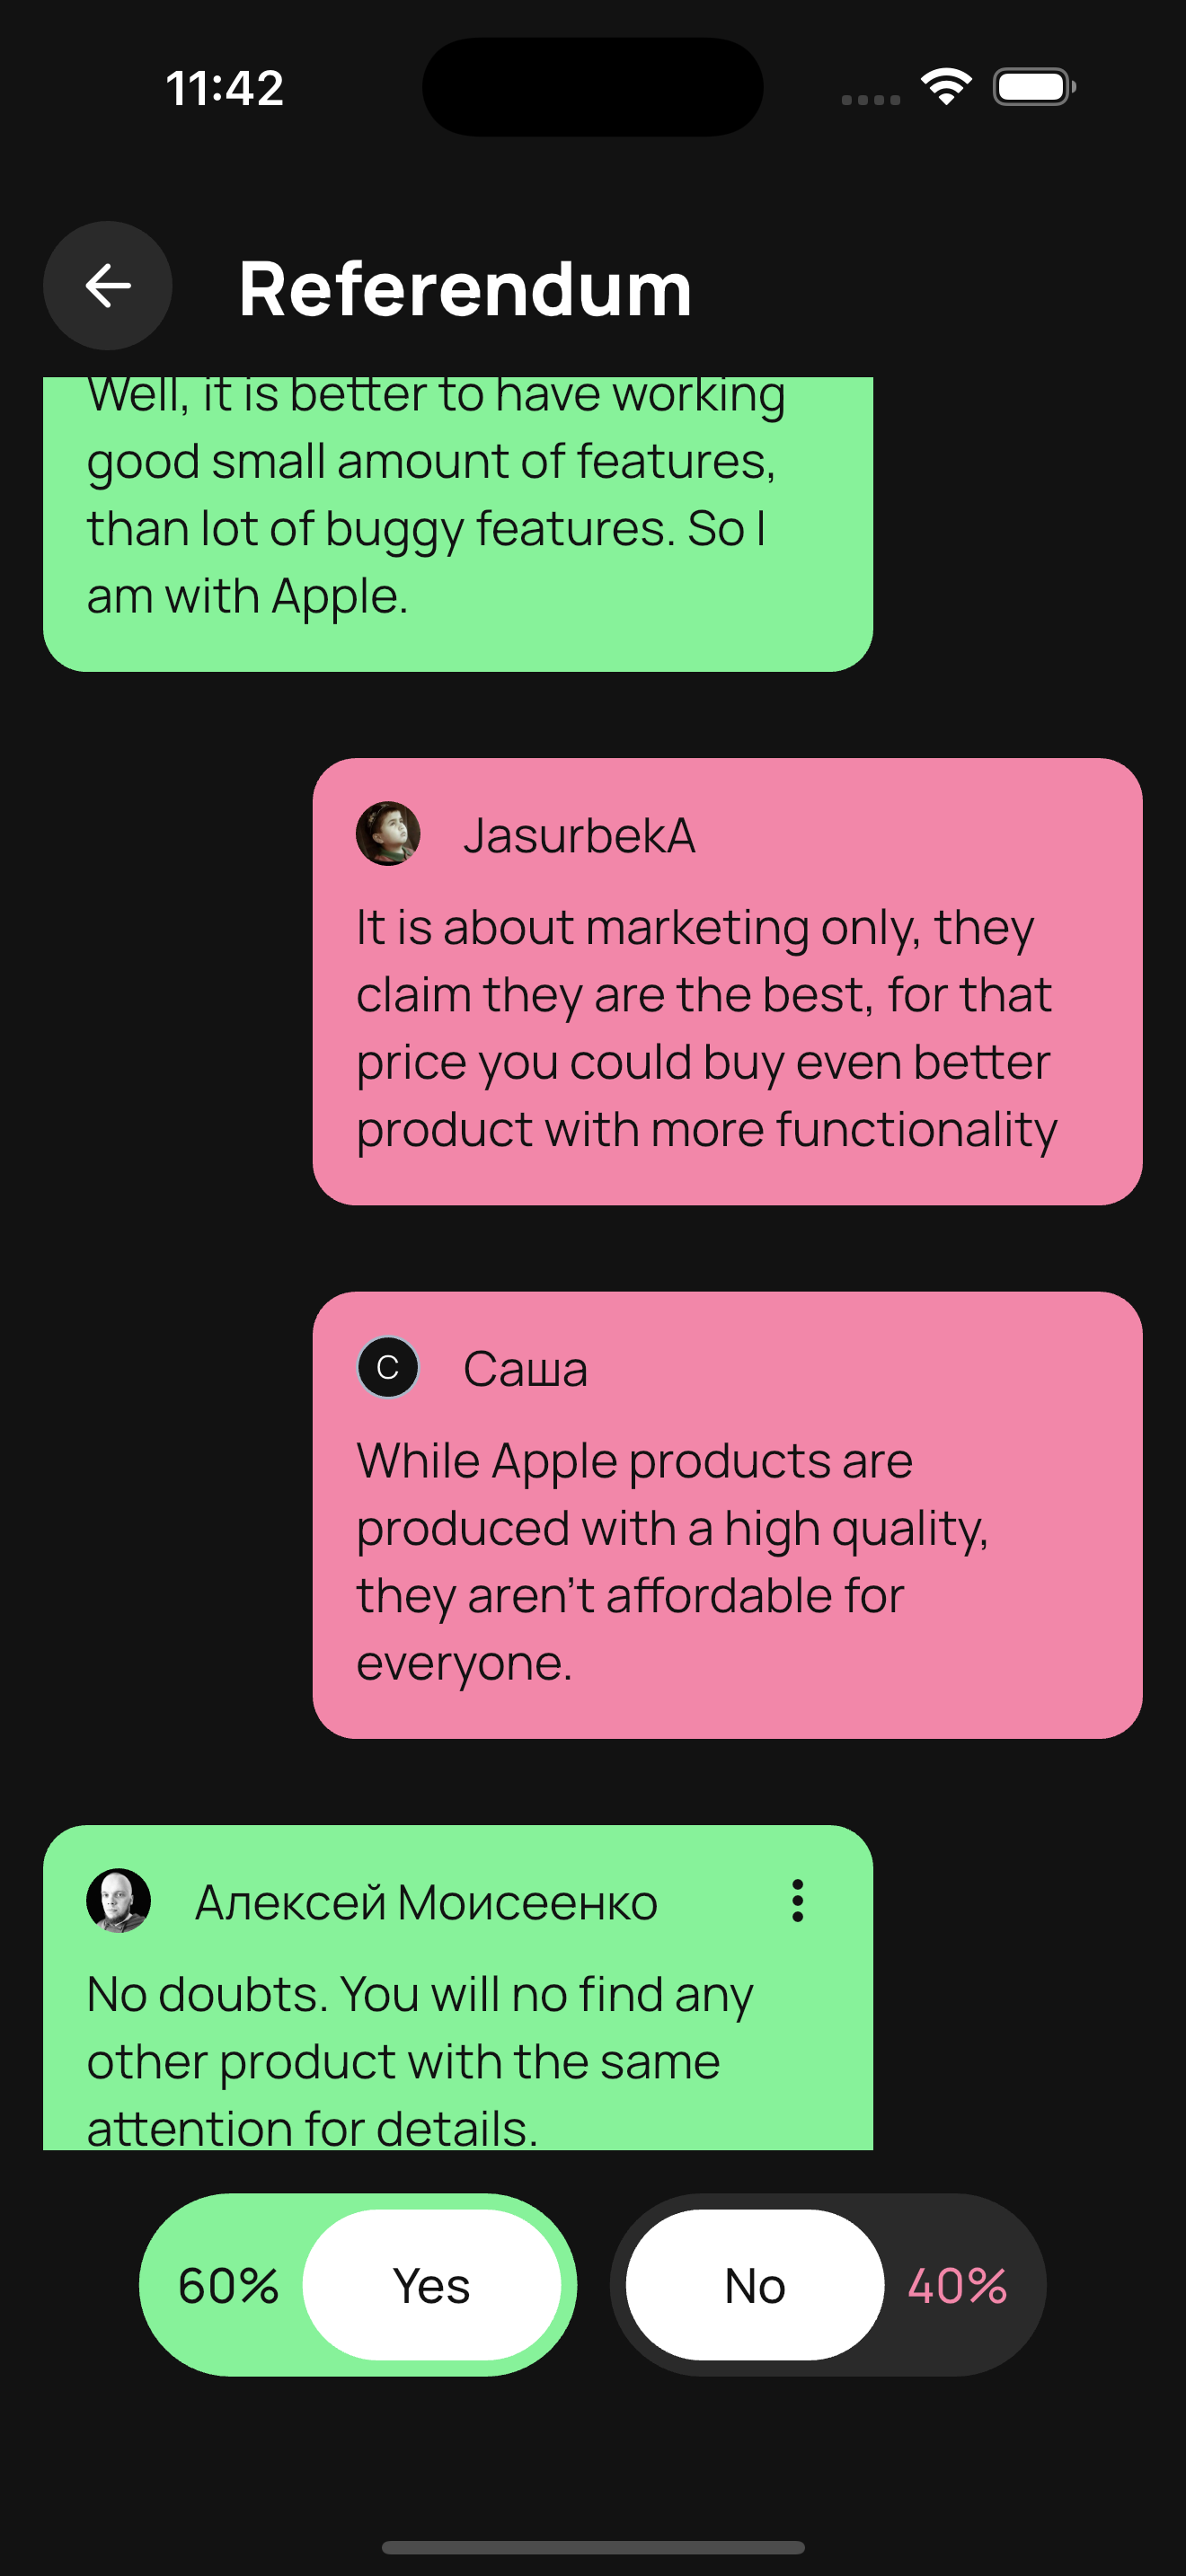 11:42
Referendum
Well, it is better to have working
good small amount of features,
than lot of buggy features. So I
am with Apple.
JasurbekA
It is about marketing only, they
claim they are the best, for that
price you could buy even better
product with more functionality
С
Саша
While Apple products are
produced with a high quality,
they aren't affordable for
everyone.
Алексей Моисеенко
No doubts. You will no find any
other product with the same
attention for details.
60% Yes No 40%